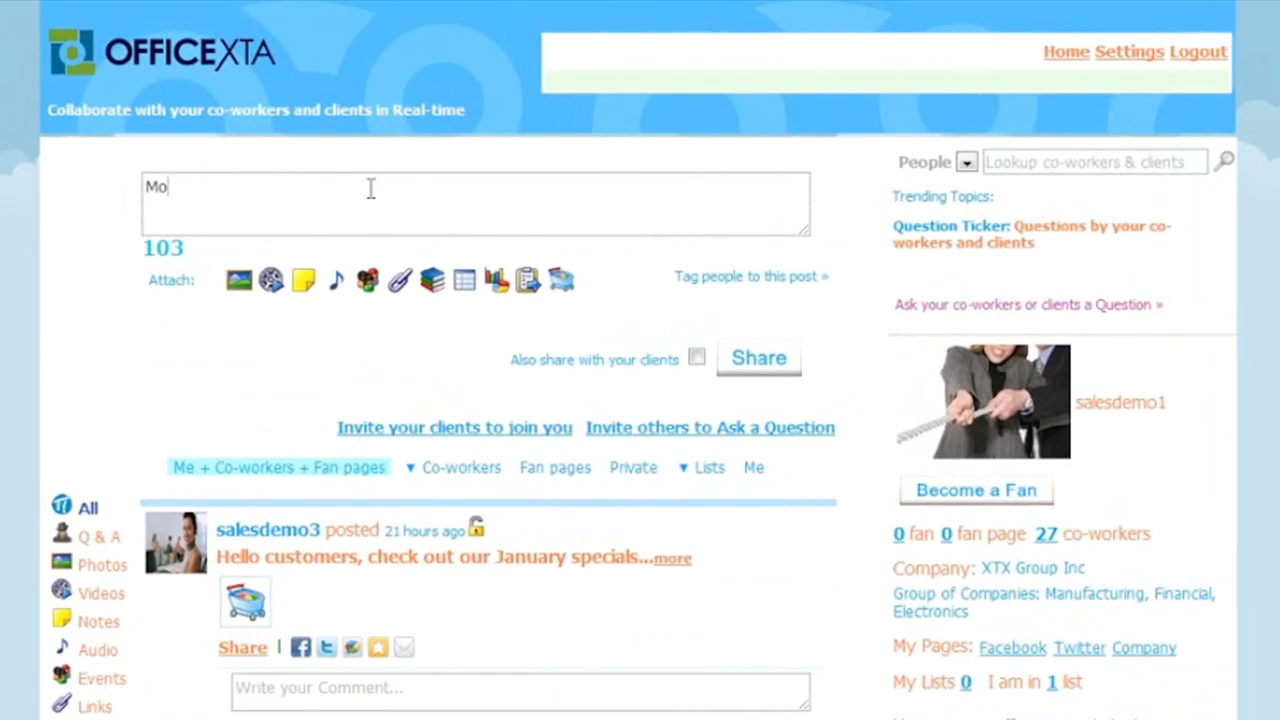 OFFICEXTA
Home Settings Logout
Collaborate with your co-workers and clients in Real-time
People
Lookup co-workers & clients
Mo
103
Attach:
Tag people to this post »
Trending Topics:
Question Ticker: Questions by your co-
workers and clients
Ask your co-workers or clients a Question »
Also share with your clients
Share
salesdemo1
Invite your clients to join you
Invite others to Ask a Question
Me + Co-workers + Fan pages
▼ Co-workers
Fan pages
Private
▼ Lists
Me
Become a Fan
All
Q & A
Photos
Videos
Notes
Audio
Events
Links
salesdemo3 posted 21 hours ago
Hello customers, check out our January specials...more
Share |
Write your Comment...
0 fan 0 fan page 27 co-workers
Company: XTX Group Inc
Group of Companies: Manufacturing, Financial,
Electronics
My Pages: Facebook Twitter Company
My Lists 0 I am in 1 list